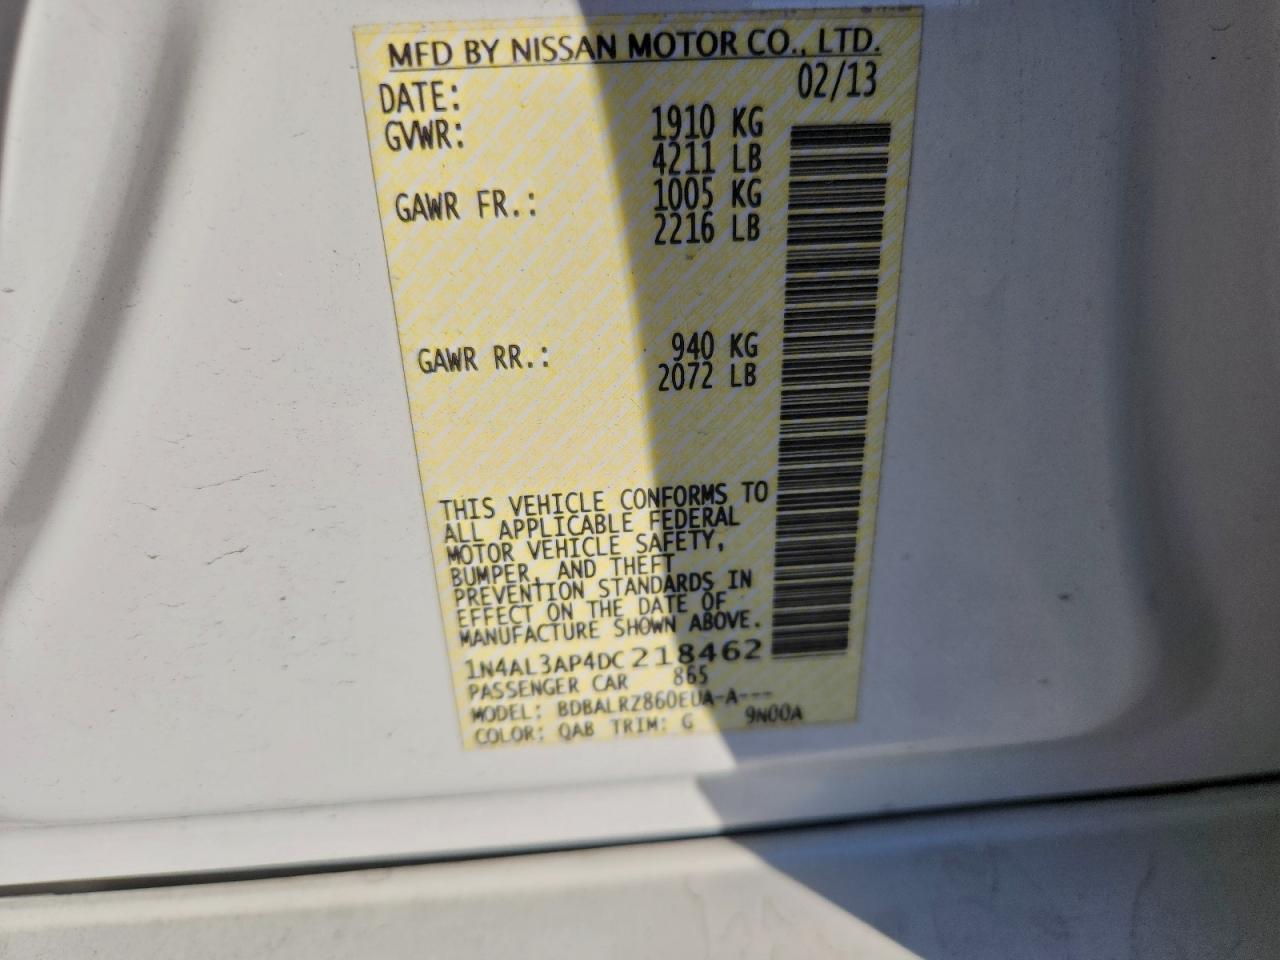 MFD BY NISSAN MOTOR CO., LTD.
DATE: 02/13
GVWR: 1910 KG
4211 LB
GAWR FR.: 1005 KG
2216 LB
GAWR RR.: 940 KG
2072 LB
THIS VEHICLE CONFORMS TO
ALL APPLICABLE FEDERAL
MOTOR VEHICLE SAFETY,
BUMPER, AND THEFT
PREVENTION STANDARDS IN
EFFECT ON THE DATE OF
MANUFACTURE SHOWN ABOVE.
1N4AL3AP4DC218462
PASSENGER CAR 865
MODEL: BDBALRZ860EUA-A---
COLOR: QAB TRIM: G 9N00A